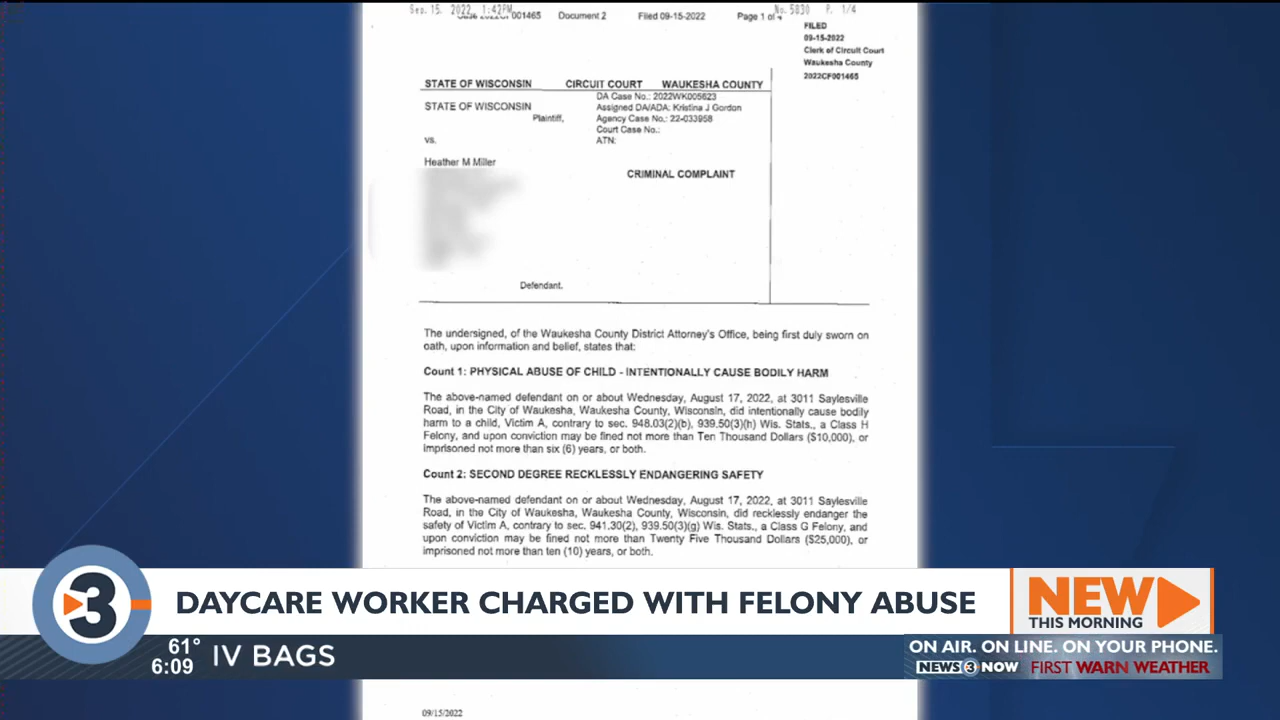 Sep. 15. 2022 1:42PM
No. 5830 P. 1/4
001465 Document 2 Filed 09-15-2022 Page 1 of 4
FILED
09-15-2022
Clerk of Circuit Court
Waukesha County
2022CF001465
STATE OF WISCONSIN CIRCUIT COURT WAUKESHA COUNTY
STATE OF WISCONSIN
Plaintiff,
vs.
Heather M Miller
Defendant.
DA Case No.: 2022WK005623
Assigned DA/ADA: Kristina J Gordon
Agency Case No.: 22-033958
Court Case No.:
ATN:
CRIMINAL COMPLAINT
The undersigned, of the Waukesha County District Attorney's Office, being first duly sworn on
oath, upon information and belief, states that:
Count 1: PHYSICAL ABUSE OF CHILD - INTENTIONALLY CAUSE BODILY HARM
The above-named defendant on or about Wednesday, August 17, 2022, at 3011 Saylesville
Road, in the City of Waukesha, Waukesha County, Wisconsin, did intentionally cause bodily
harm to a child, Victim A, contrary to sec. 948.03(2)(b), 939.50(3)(h) Wis. Stats., a Class H
Felony, and upon conviction may be fined not more than Ten Thousand Dollars ($10,000), or
imprisoned not more than six (6) years, or both.
Count 2: SECOND DEGREE RECKLESSLY ENDANGERING SAFETY
The above-named defendant on or about Wednesday, August 17, 2022, at 3011 Saylesville
Road, in the City of Waukesha, Waukesha County, Wisconsin, did recklessly endanger the
safety of Victim A, contrary to sec. 941.30(2), 939.50(3)(g) Wis. Stats., a Class G Felony, and
upon conviction may be fined not more than Twenty Five Thousand Dollars ($25,000), or
imprisoned not more than ten (10) years, or both.
3
DAYCARE WORKER CHARGED WITH FELONY ABUSE
NEW
THIS MORNING
61°
6:09
IV BAGS
ON AIR. ON LINE. ON YOUR PHONE.
NEWS 3 NOW FIRST WARN WEATHER
09/15/2022